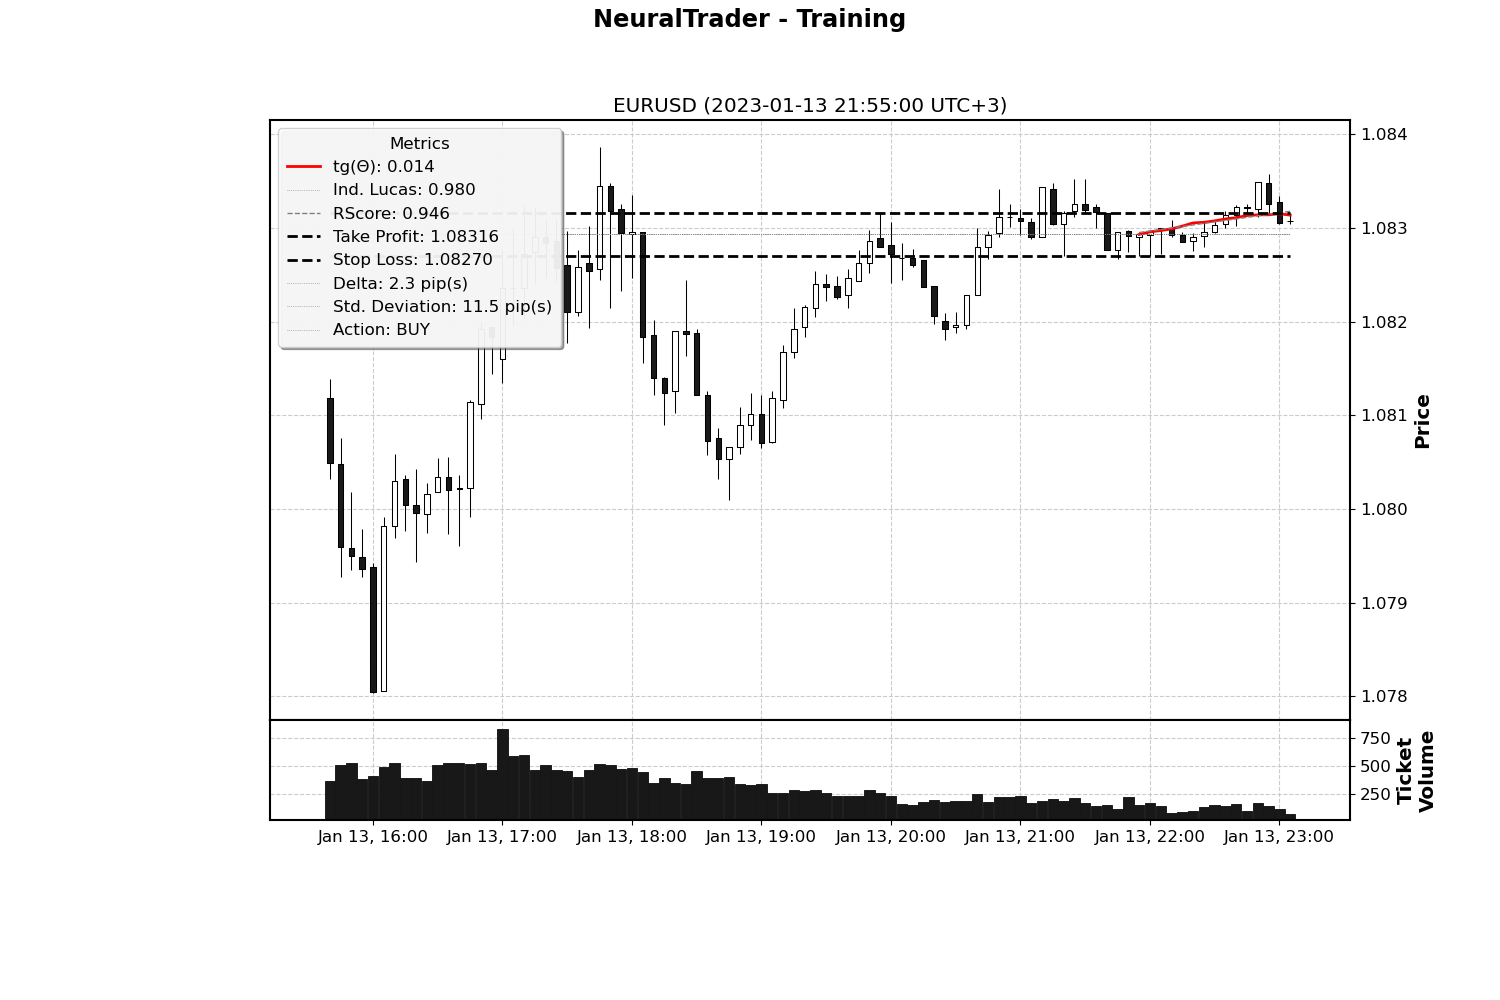 NeuralTrader - Training
EURUSD (2023-01-13 21:55:00 UTC+3)
Metrics
tg(Θ): 0.014
Ind. Lucas: 0.980
RScore: 0.946
Take Profit: 1.08316
Stop Loss: 1.08270
Delta: 2.3 pip(s)
Std. Deviation: 11.5 pip(s)
Action: BUY
1.084
1.083
1.082
1.081
1.080
1.079
1.078
Price
750
500
250
Ticket
Volume
Jan 13, 16:00
Jan 13, 17:00
Jan 13, 18:00
Jan 13, 19:00
Jan 13, 20:00
Jan 13, 21:00
Jan 13, 22:00
Jan 13, 23:00